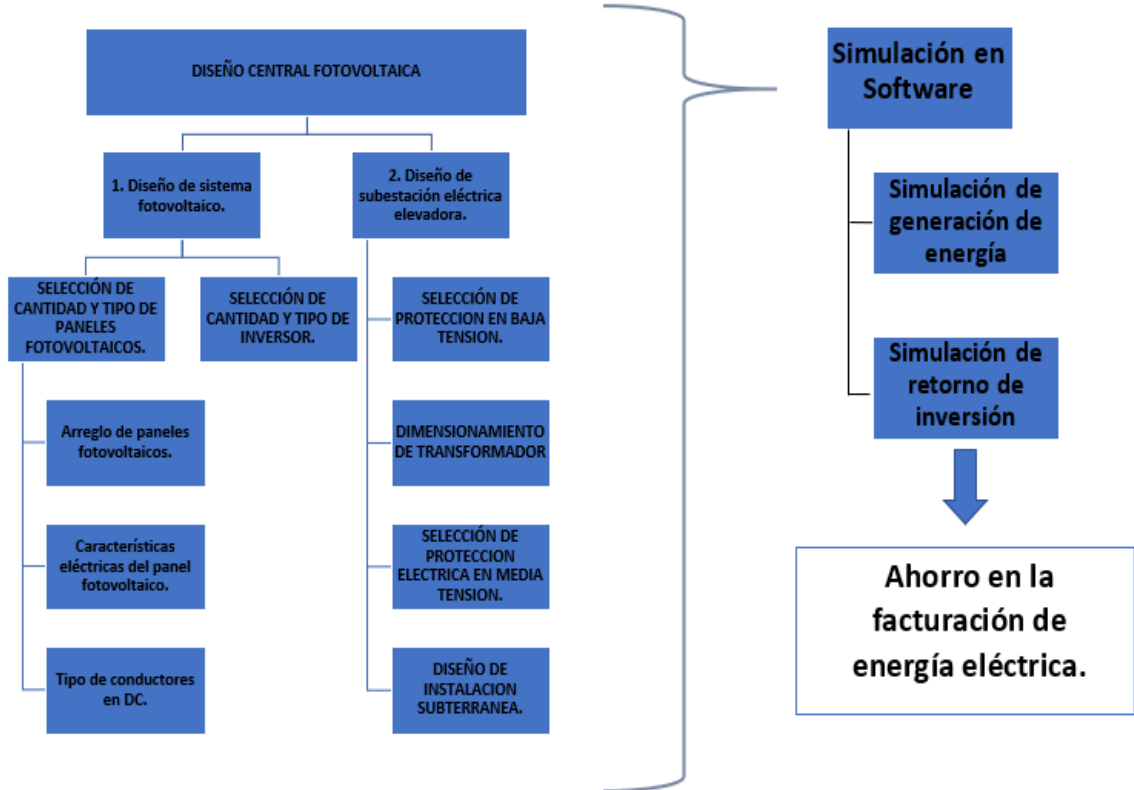 DISEÑO CENTRAL FOTOVOLTAICA
1. Diseño de sistema
fotovoltaico.
SELECCIÓN DE
CANTIDAD Y TIPO DE
PANELES
FOTOVOLTAICOS.
Arreglo de paneles
fotovoltaicos.
Características
eléctricas del panel
fotovoltaico.
Tipo de conductores
en DC.
SELECCIÓN DE
CANTIDAD Y TIPO DE
INVERSOR.
2. Diseño de
subestación eléctrica
elevadora.
SELECCIÓN DE
PROTECCION EN BAJA
TENSION.
DIMENSIONAMIENTO
DE TRANSFORMADOR
SELECCIÓN DE
PROTECCION
ELECTRICA EN MEDIA
TENSION.
DISEÑO DE
INSTALACION
SUBTERRANEA.
Simulación en
Software
Simulación de
generación de
energía
Simulación de
retorno de
inversión
Ahorro en la
facturación de
energía eléctrica.